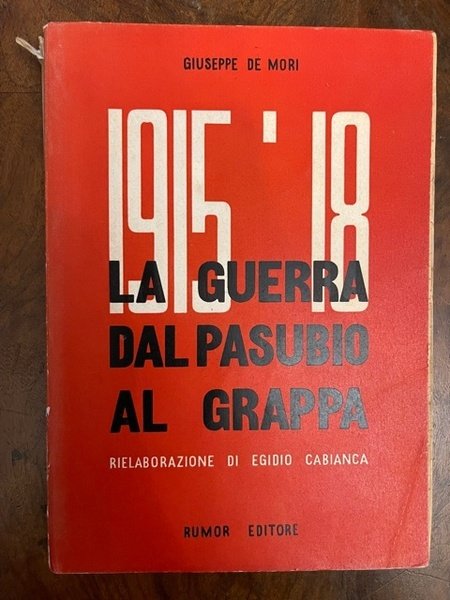 GIUSEPPE DE MORI
1915 '18
LA GUERRA
DAL PASUBIO
AL GRAPPA
RIELABORAZIONE DI EGIDIO CABIANCA
RUMOR EDITORE